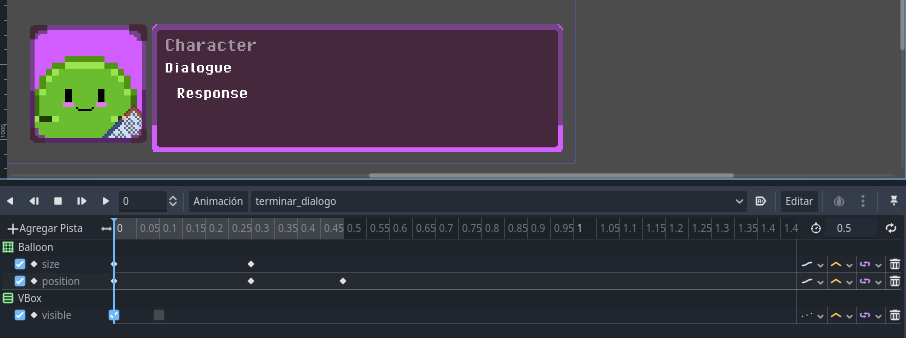 Character
Dialogue
Response
0 Animación terminar_dialogo Editar
Agregar Pista 0 0.05 0.1 0.15 0.2 0.25 0.3 0.35 0.4 0.45 0.5 0.55 0.6 0.65 0.7 0.75 0.8 0.85 0.9 0.95 1 1.05 1.1 1.15 1.2 1.25 1.3 1.35 1.4 0.5
Balloon
size
position
VBox
visible